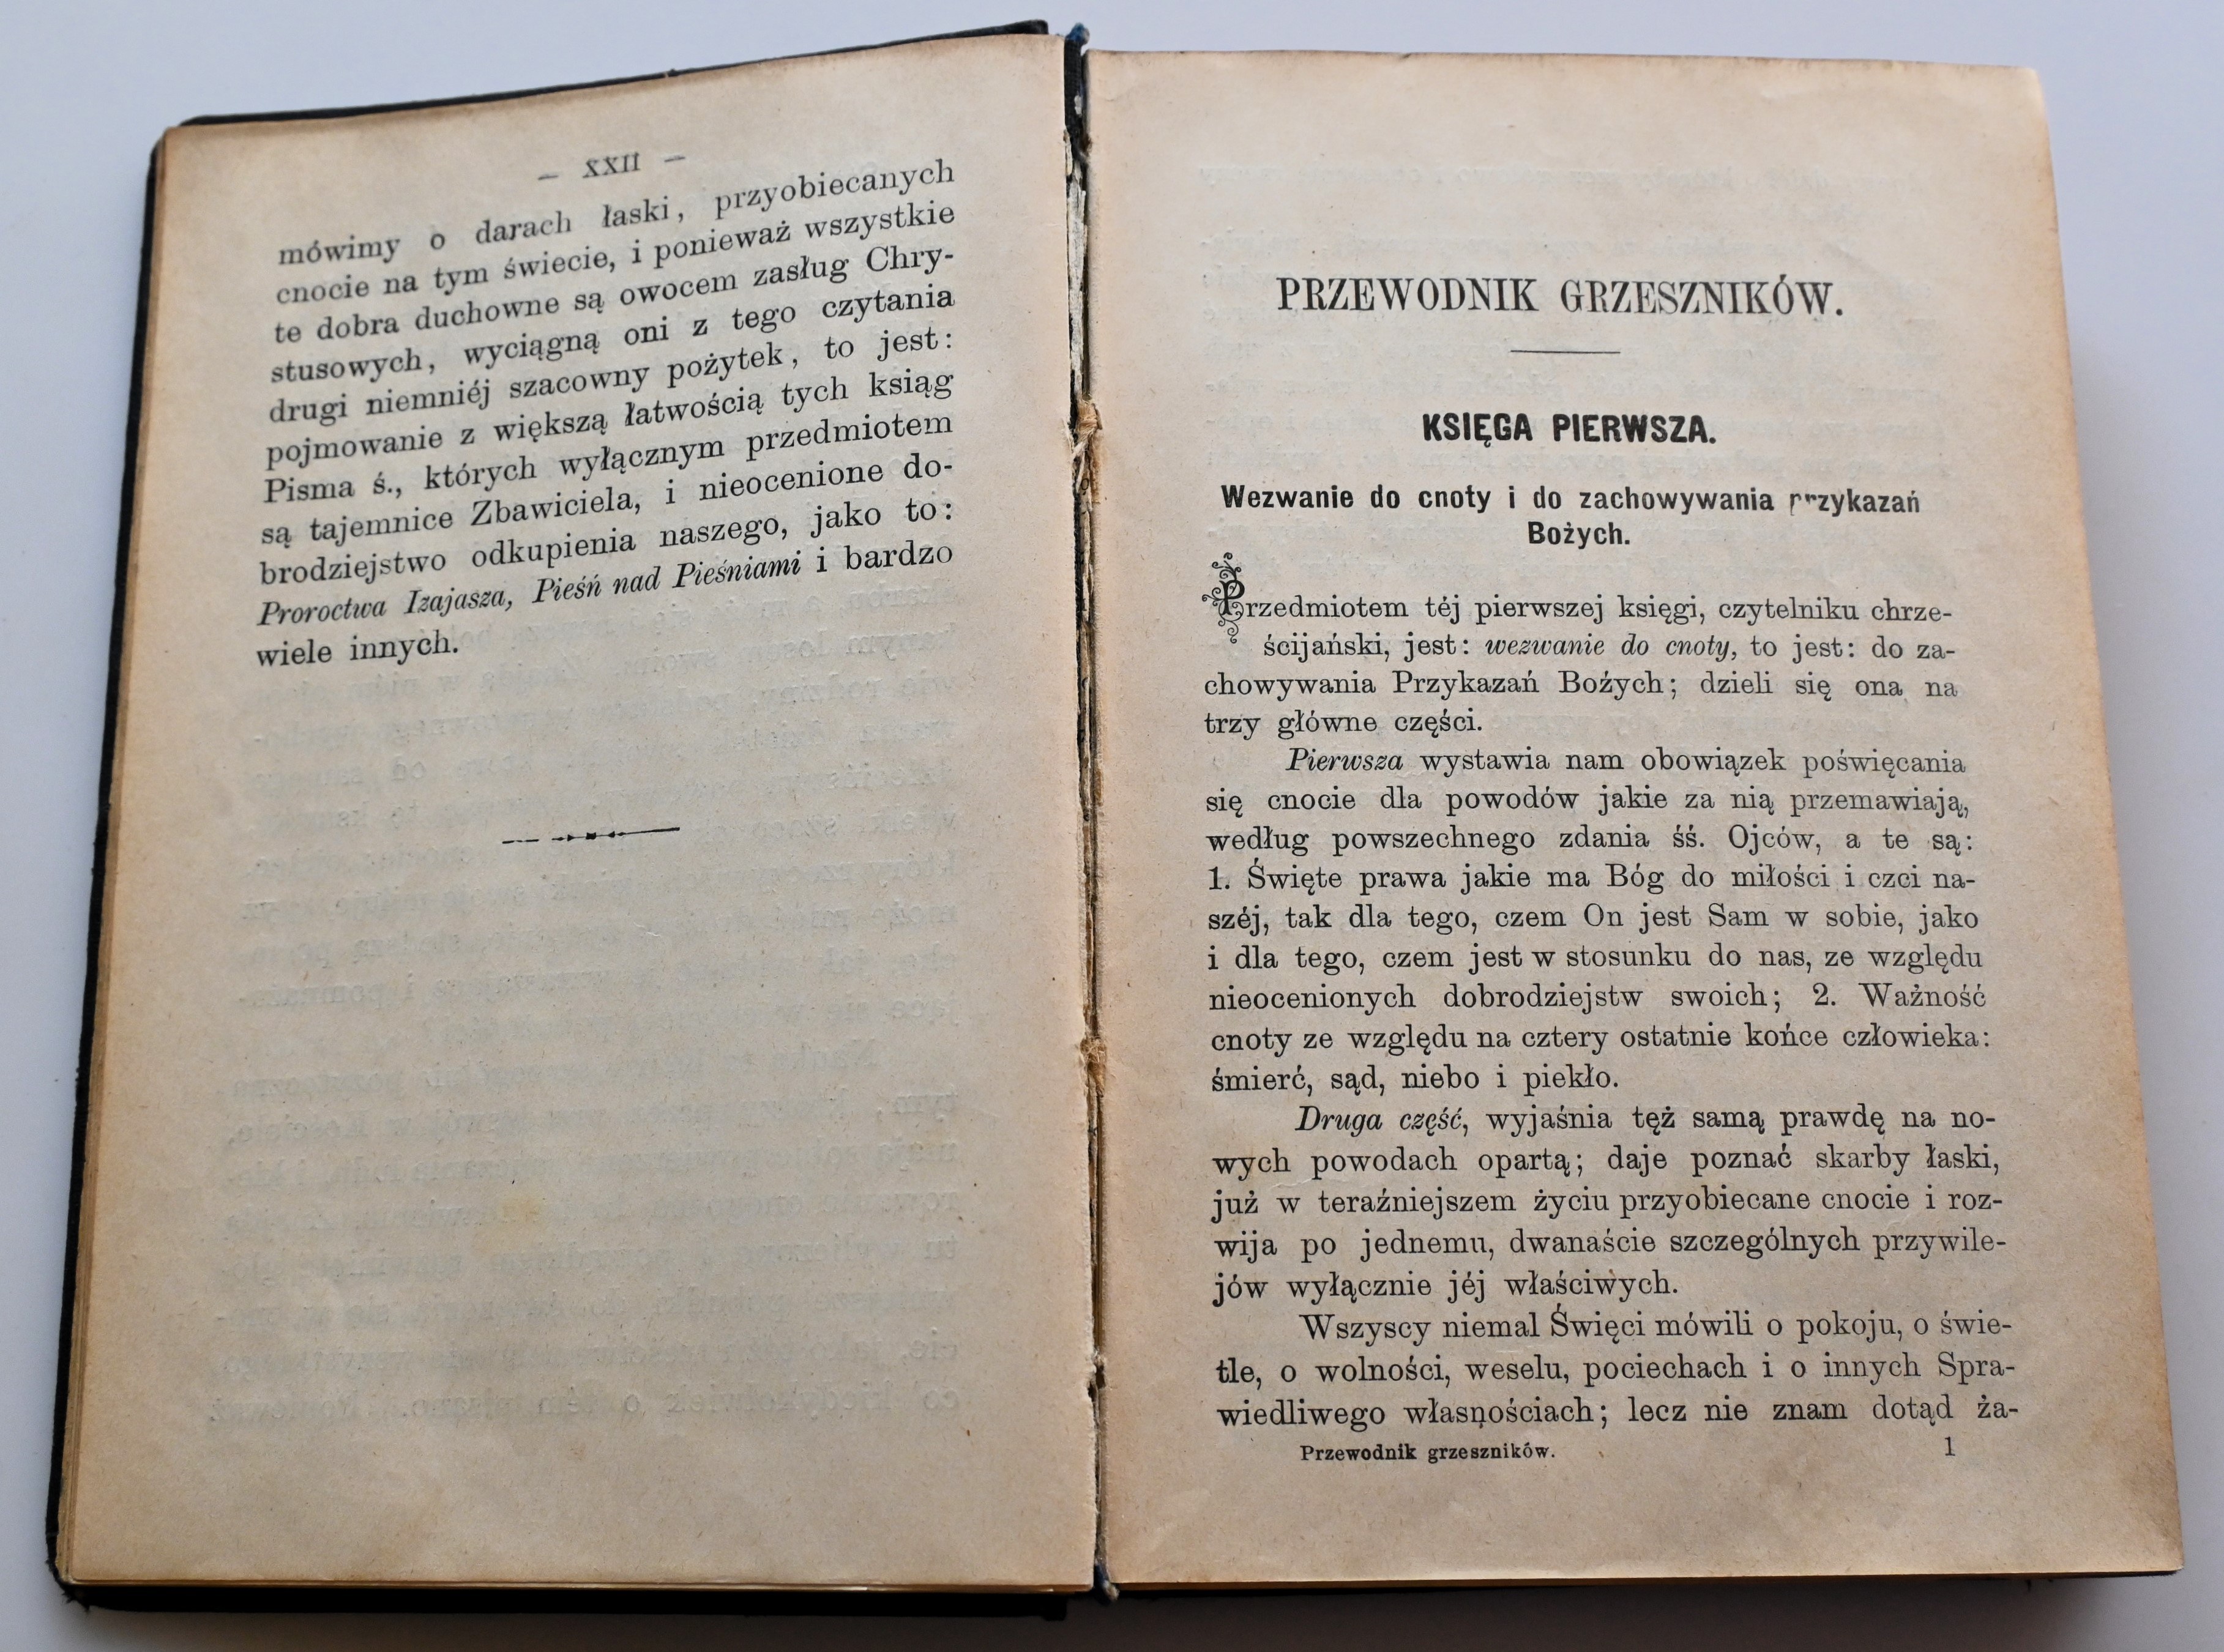 — XXII —
mówimy o darach łaski, przyobiecanych
cnocie na tym świecie, i ponieważ wszystkie
te dobra duchowne są owocem zasług Chry-
stusowych, wyciągną oni z tego czytania
drugi niemniéj szacowny pożytek, to jest:
pojmowanie z większą łatwością tych ksiąg
Pisma ś., których wyłącznym przedmiotem
są tajemnice Zbawiciela, i nieocenione do-
brodziejstwo odkupienia naszego, jako to:
Proroctwa Izajasza, Pieśń nad Pieśniami i bardzo
wiele innych.
PRZEWODNIK GRZESZNIKÓW.
KSIĘGA PIERWSZA.
Wezwanie do cnoty i do zachowywania przykazań
Bożych.
Przedmiotem téj pierwszej księgi, czytelniku chrze-
ścijański, jest: wezwanie do cnoty, to jest: do za-
chowywania Przykazań Bożych; dzieli się ona na
trzy główne części.
Pierwsza wystawia nam obowiązek poświęcania
się cnocie dla powodów jakie za nią przemawiają,
według powszechnego zdania śś. Ojców, a te są:
1. Święte prawa jakie ma Bóg do miłości i czci na-
széj, tak dla tego, czem On jest Sam w sobie, jako
i dla tego, czem jest w stosunku do nas, ze względu
nieocenionych dobrodziejstw swoich; 2. Ważność
cnoty ze względu na cztery ostatnie końce człowieka:
śmierć, sąd, niebo i piekło.
Druga część, wyjaśnia tęż samą prawdę na no-
wych powodach opartą; daje poznać skarby łaski,
już w teraźniejszem życiu przyobiecane cnocie i roz-
wija po jednemu, dwanaście szczególnych przywile-
jów wyłącznie jéj właściwych.
Wszyscy niemal Święci mówili o pokoju, o świe-
tle, o wolności, weselu, pociechach i o innych Spra-
wiedliwego własnościach; lecz nie znam dotąd ża-
Przewodnik grzeszników. 1